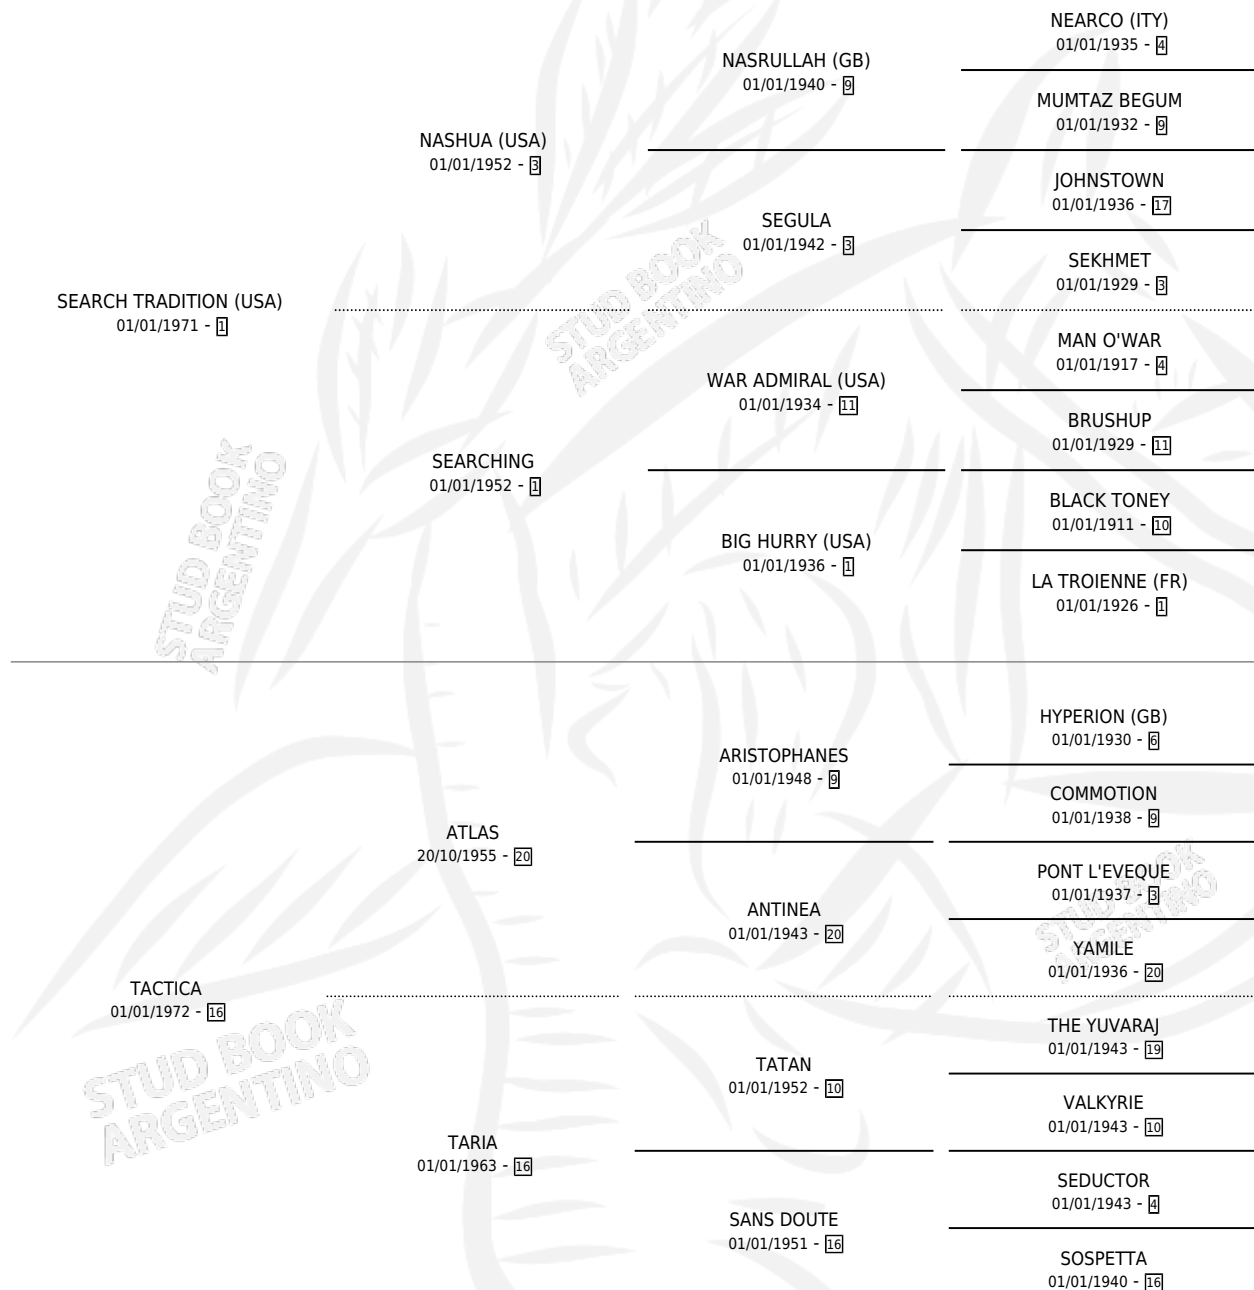 NEARCO (ITY)
01/01/1935 - 4
NASRULLAH (GB)
01/01/1940 - 9
MUMTAZ BEGUM
01/01/1932 - 9
NASHUA (USA)
01/01/1952 - 3
JOHNSTOWN
01/01/1936 - 17
SEGULA
01/01/1942 - 3
SEKHMET
01/01/1929 - 3
SEARCH TRADITION (USA)
01/01/1971 - 1
STUD BOOK
ARGENTINO
MAN O'WAR
01/01/1917 - 4
WAR ADMIRAL (USA)
01/01/1934 - 11
BRUSHUP
01/01/1929 - 11
SEARCHING
01/01/1952 - 1
BLACK TONEY
01/01/1911 - 10
BIG HURRY (USA)
01/01/1936 - 1
LA TROIENNE (FR)
01/01/1926 - 1
STUD BOOK
ARGENTINO
HYPERION (GB)
01/01/1930 - 6
ARISTOPHANES
01/01/1948 - 9
COMMOTION
01/01/1938 - 9
ATLAS
20/10/1955 - 20
PONT L'EVEQUE
01/01/1937 - 3
ANTINEA
01/01/1943 - 20
YAMILE
01/01/1936 - 20
STUD BOOK
ARGENTINO
TACTICA
01/01/1972 - 16
THE YUVARAJ
01/01/1943 - 19
TATAN
01/01/1952 - 10
VALKYRIE
01/01/1943 - 10
TARIA
01/01/1963 - 16
SEDUCTOR
01/01/1943 - 4
SANS DOUTE
01/01/1951 - 16
SOSPETTA
01/01/1940 - 16
STUD BOOK
ARGENTINO